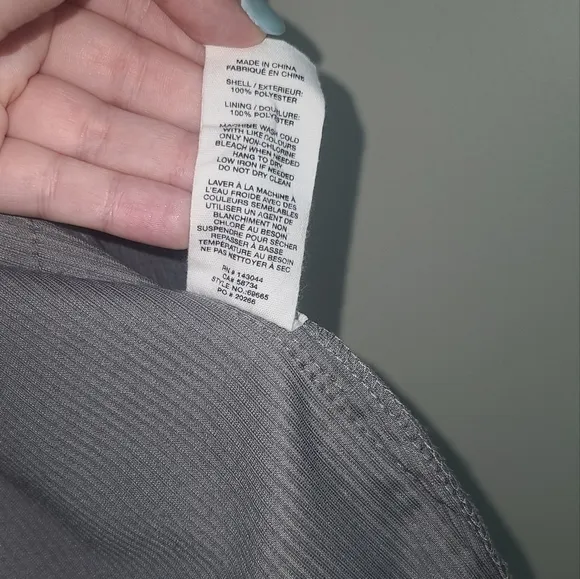 MADE IN CHINA
FABRIQUÉ EN CHINE
SHELL / EXTERIEUR:
100% POLYESTER
LINING / DOUBLURE:
100% POLYESTER
MACHINE WASH COLD
WITH LIKE COLOURS
ONLY NON-CHLORINE
BLEACH WHEN NEEDED
HANG TO DRY
LOW IRON IF NEEDED
DO NOT DRY CLEAN
LAVER À LA MACHINE À
L'EAU FROIDE AVEC DES
COULEURS SEMBLABLES
UTILISER UN AGENT DE
BLANCHIMENT NON
CHLORÉ AU BESOIN
SUSPENDRE POUR SÉCHER
REPASSER À BASSE
TEMPÉRATURE AU BESOIN
NE PAS NETTOYER À SEC
RN # 143044
CA# 58734
STYLE NO.:69665
PO # 20266